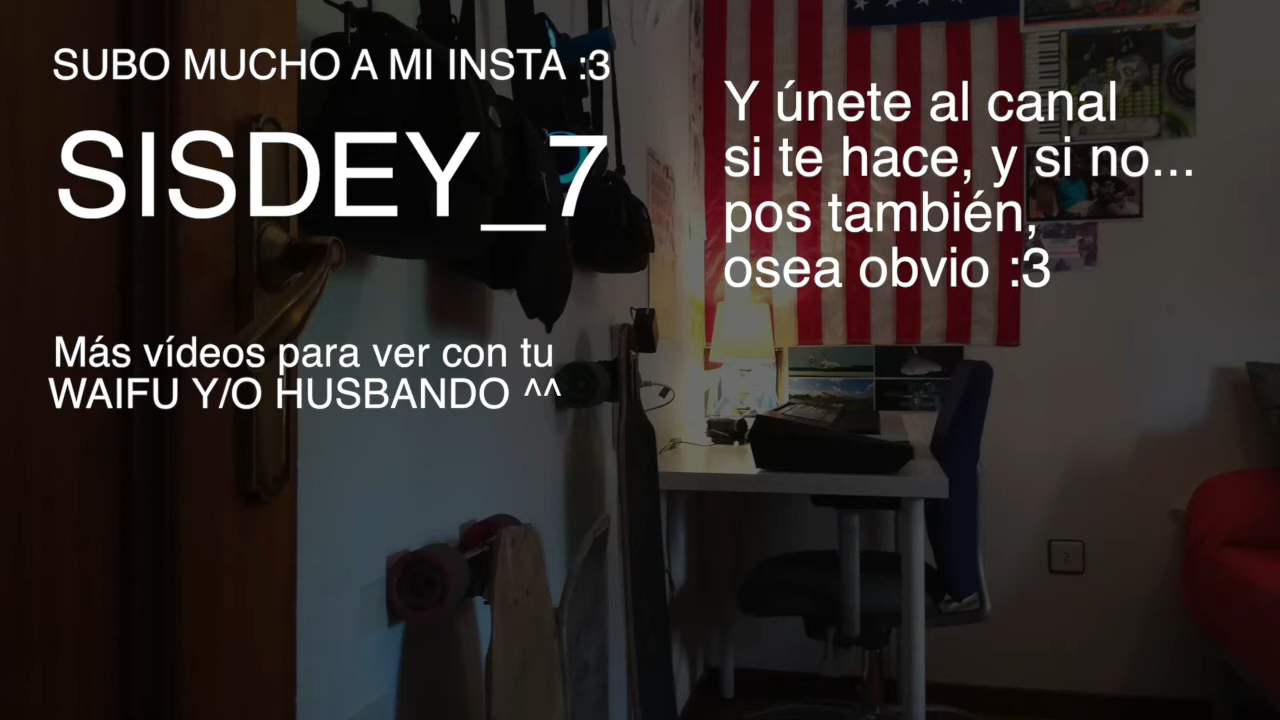 SUBO MUCHO A MI INSTA :3
SISDEY_7
Más vídeos para ver con tu
WAIFU Y/O HUSBANDO ^^
Y únete al canal
si te hace, y si no...
pos también,
osea obvio :3